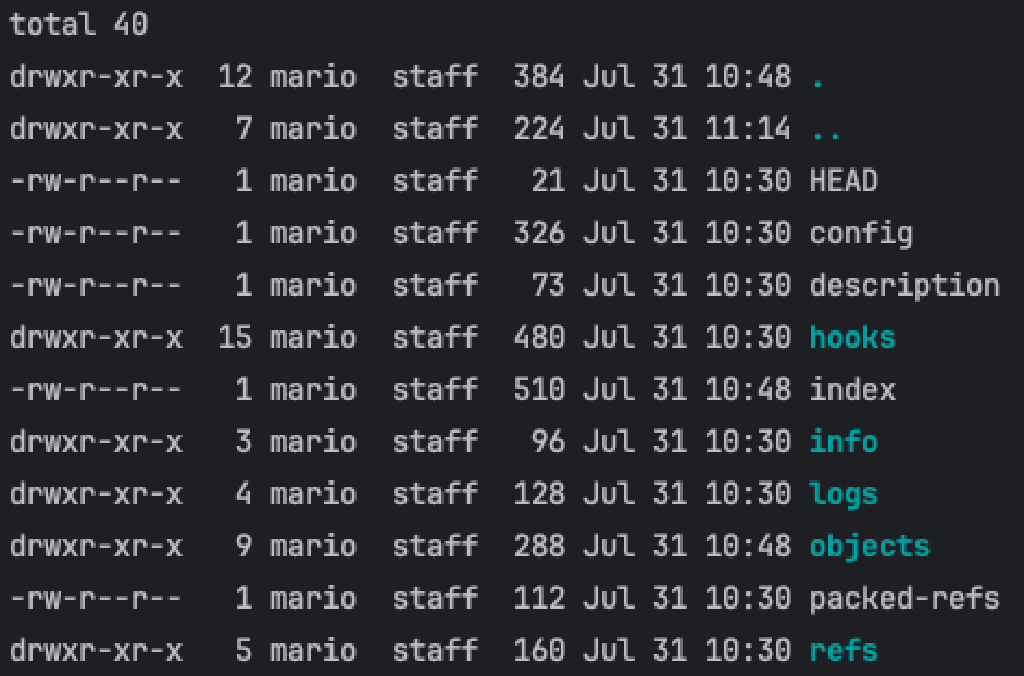 total 40
drwxr-xr-x  12 mario  staff  384 Jul 31 10:48 .
drwxr-xr-x   7 mario  staff  224 Jul 31 11:14 ..
-rw-r--r--   1 mario  staff   21 Jul 31 10:30 HEAD
-rw-r--r--   1 mario  staff  326 Jul 31 10:30 config
-rw-r--r--   1 mario  staff   73 Jul 31 10:30 description
drwxr-xr-x  15 mario  staff  480 Jul 31 10:30 hooks
-rw-r--r--   1 mario  staff  510 Jul 31 10:48 index
drwxr-xr-x   3 mario  staff   96 Jul 31 10:30 info
drwxr-xr-x   4 mario  staff  128 Jul 31 10:30 logs
drwxr-xr-x   9 mario  staff  288 Jul 31 10:48 objects
-rw-r--r--   1 mario  staff  112 Jul 31 10:30 packed-refs
drwxr-xr-x   5 mario  staff  160 Jul 31 10:30 refs